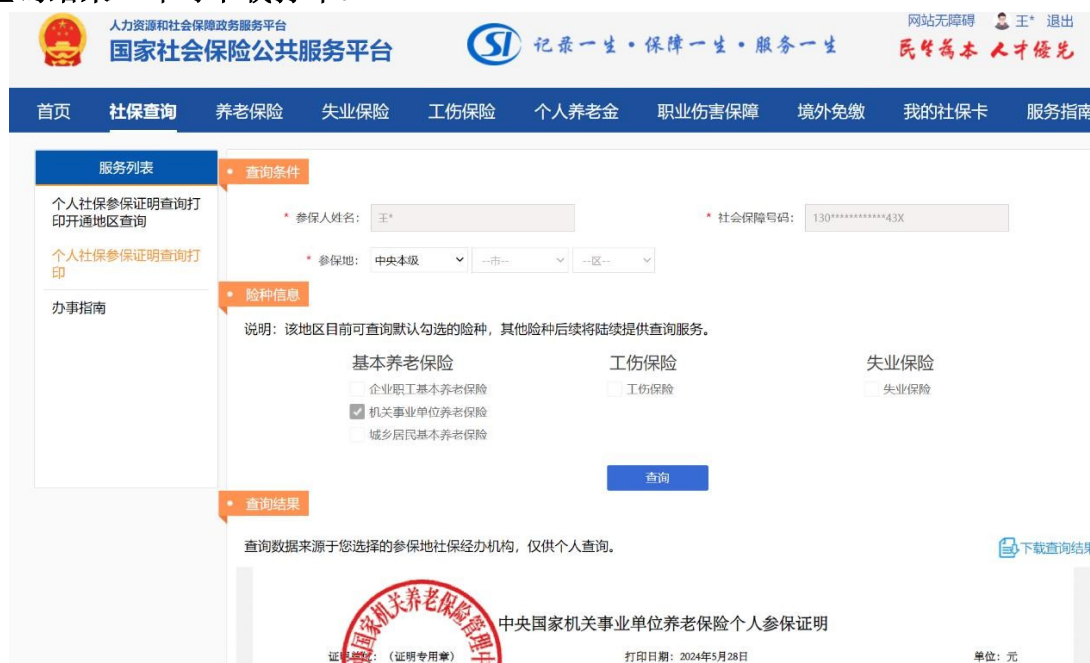 人力资源和社会保障政务服务平台
国家社会保险公共服务平台
SI 记录一生·保障一生·服务一生
网站无障碍 王* 退出
民生为本 人才优先
首页 社保查询 养老保险 失业保险 工伤保险 个人养老金 职业伤害保障 境外免缴 我的社保卡 服务指南
服务列表
个人社保参保证明查询打
印开通地区查询
个人社保参保证明查询打
印
办事指南
查询条件
* 参保人姓名: 王* * 社会保障号码: 130************43X
* 参保地: 中央本级 --市-- --区--
险种信息
说明：该地区目前可查询默认勾选的险种，其他险种后续将陆续提供查询服务。
基本养老保险 工伤保险 失业保险
企业职工基本养老保险 工伤保险 失业保险
机关事业单位养老保险
城乡居民基本养老保险
查询
查询结果
查询数据来源于您选择的参保地社保经办机构，仅供个人查询。
下载查询结果
国家机关养老保险管理中
中央国家机关事业单位养老保险个人参保证明
（证明专用章） 打印日期：2024年5月28日 单位：元